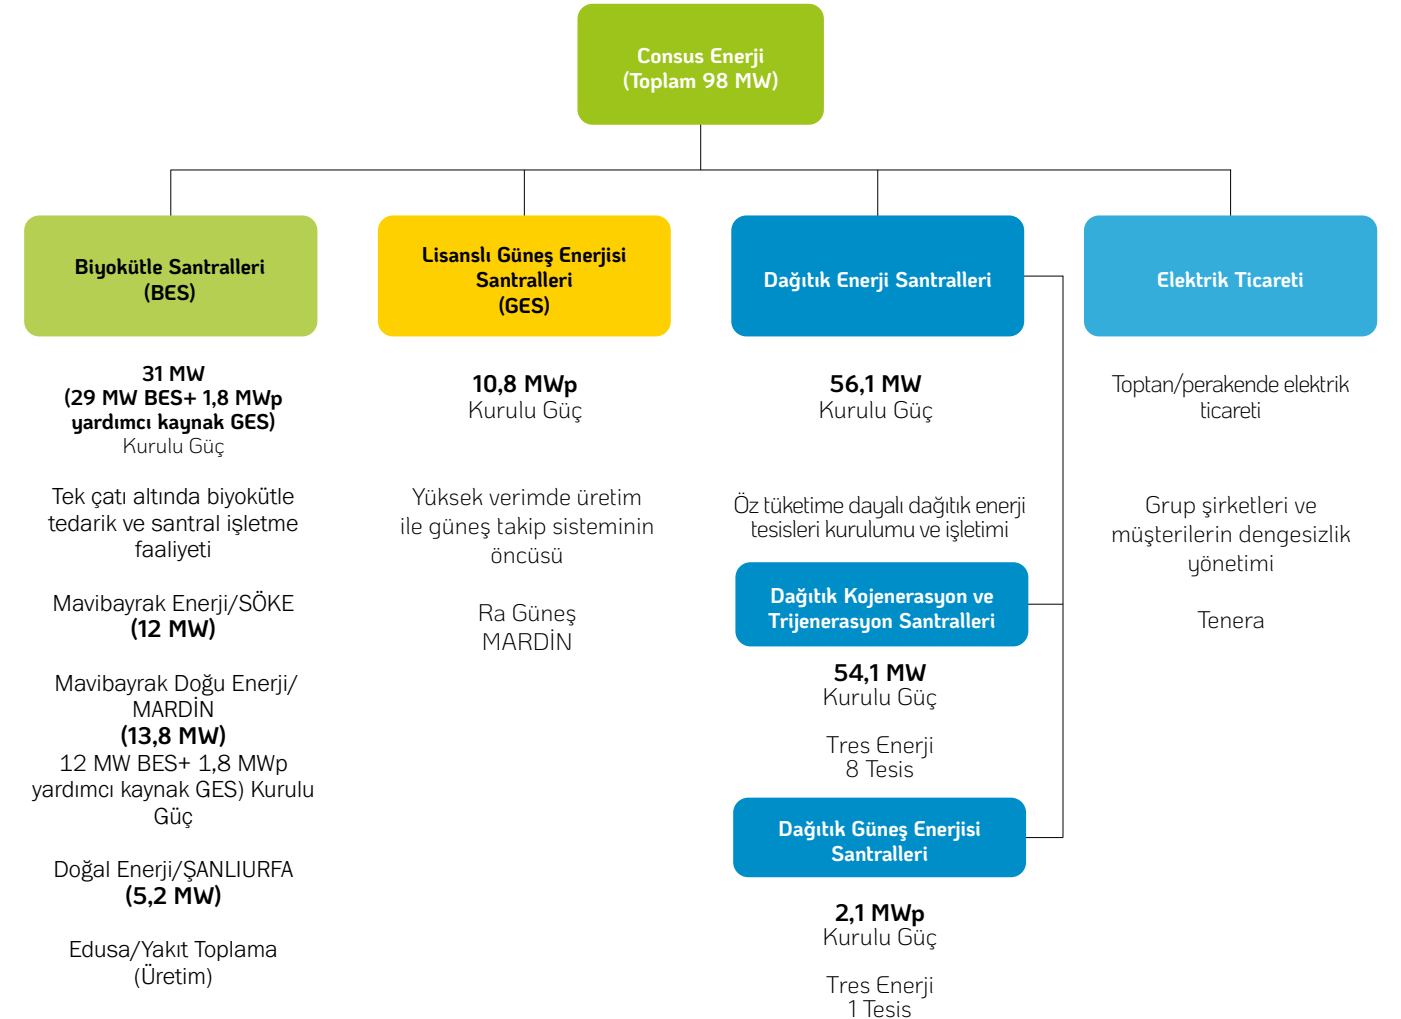 Consus Enerji
(Toplam 98 MW)
Biyokütle Santralleri
(BES)
31 MW
(29 MW BES+ 1,8 MWp
yardımcı kaynak GES)
Kurulu Güç
Tek çatı altında biyokütle
tedarik ve santral işletme
faaliyeti
Mavibayrak Enerji/SÖKE
(12 MW)
Mavibayrak Doğu Enerji/
MARDİN
(13,8 MW)
12 MW BES+ 1,8 MWp
yardımcı kaynak GES) Kurulu
Güç
Doğal Enerji/ŞANLIURFA
(5,2 MW)
Edusa/Yakıt Toplama
(Üretim)
Lisanslı Güneş Enerjisi
Santralleri
(GES)
10,8 MWp
Kurulu Güç
Yüksek verimde üretim
ile güneş takip sisteminin
öncüsü
Ra Güneş
MARDİN
Dağıtık Enerji Santralleri
56,1 MW
Kurulu Güç
Öz tüketime dayalı dağıtık enerji
tesisleri kurulumu ve işletimi
Dağıtık Kojenerasyon ve
Trijenerasyon Santralleri
54,1 MW
Kurulu Güç
Tres Enerji
8 Tesis
Dağıtık Güneş Enerjisi
Santralleri
2,1 MWp
Kurulu Güç
Tres Enerji
1 Tesis
Elektrik Ticareti
Toptan/perakende elektrik
ticareti
Grup şirketleri ve
müşterilerin dengesizlik
yönetimi
Tenera